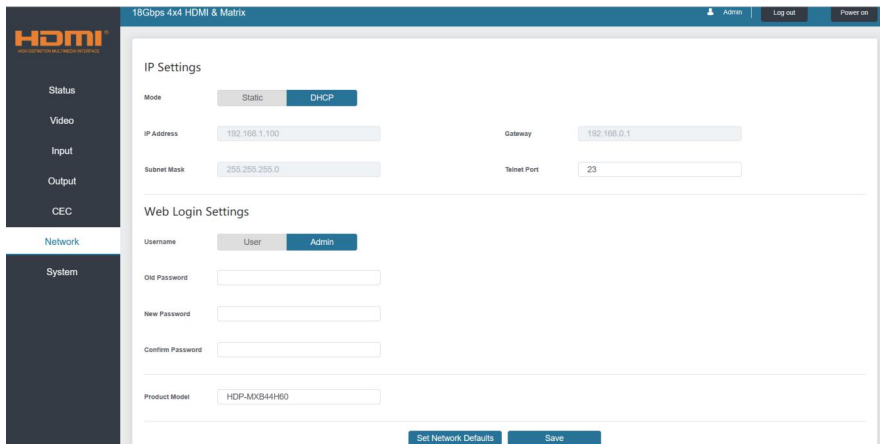 18Gbps 4x4 HDMI & Matrix
Admin
Log out
Power on
HDMI®
HIGH-DEFINITION MULTIMEDIA INTERFACE
Status
Video
Input
Output
CEC
Network
System
IP Settings
Mode Static DHCP
IP Address 192.168.1.100 Gateway 192.168.0.1
Subnet Mask 255.255.255.0 Telnet Port 23
Web Login Settings
Username User Admin
Old Password
New Password
Confirm Password
Product Model HDP-MXB44H60
Set Network Defaults Save